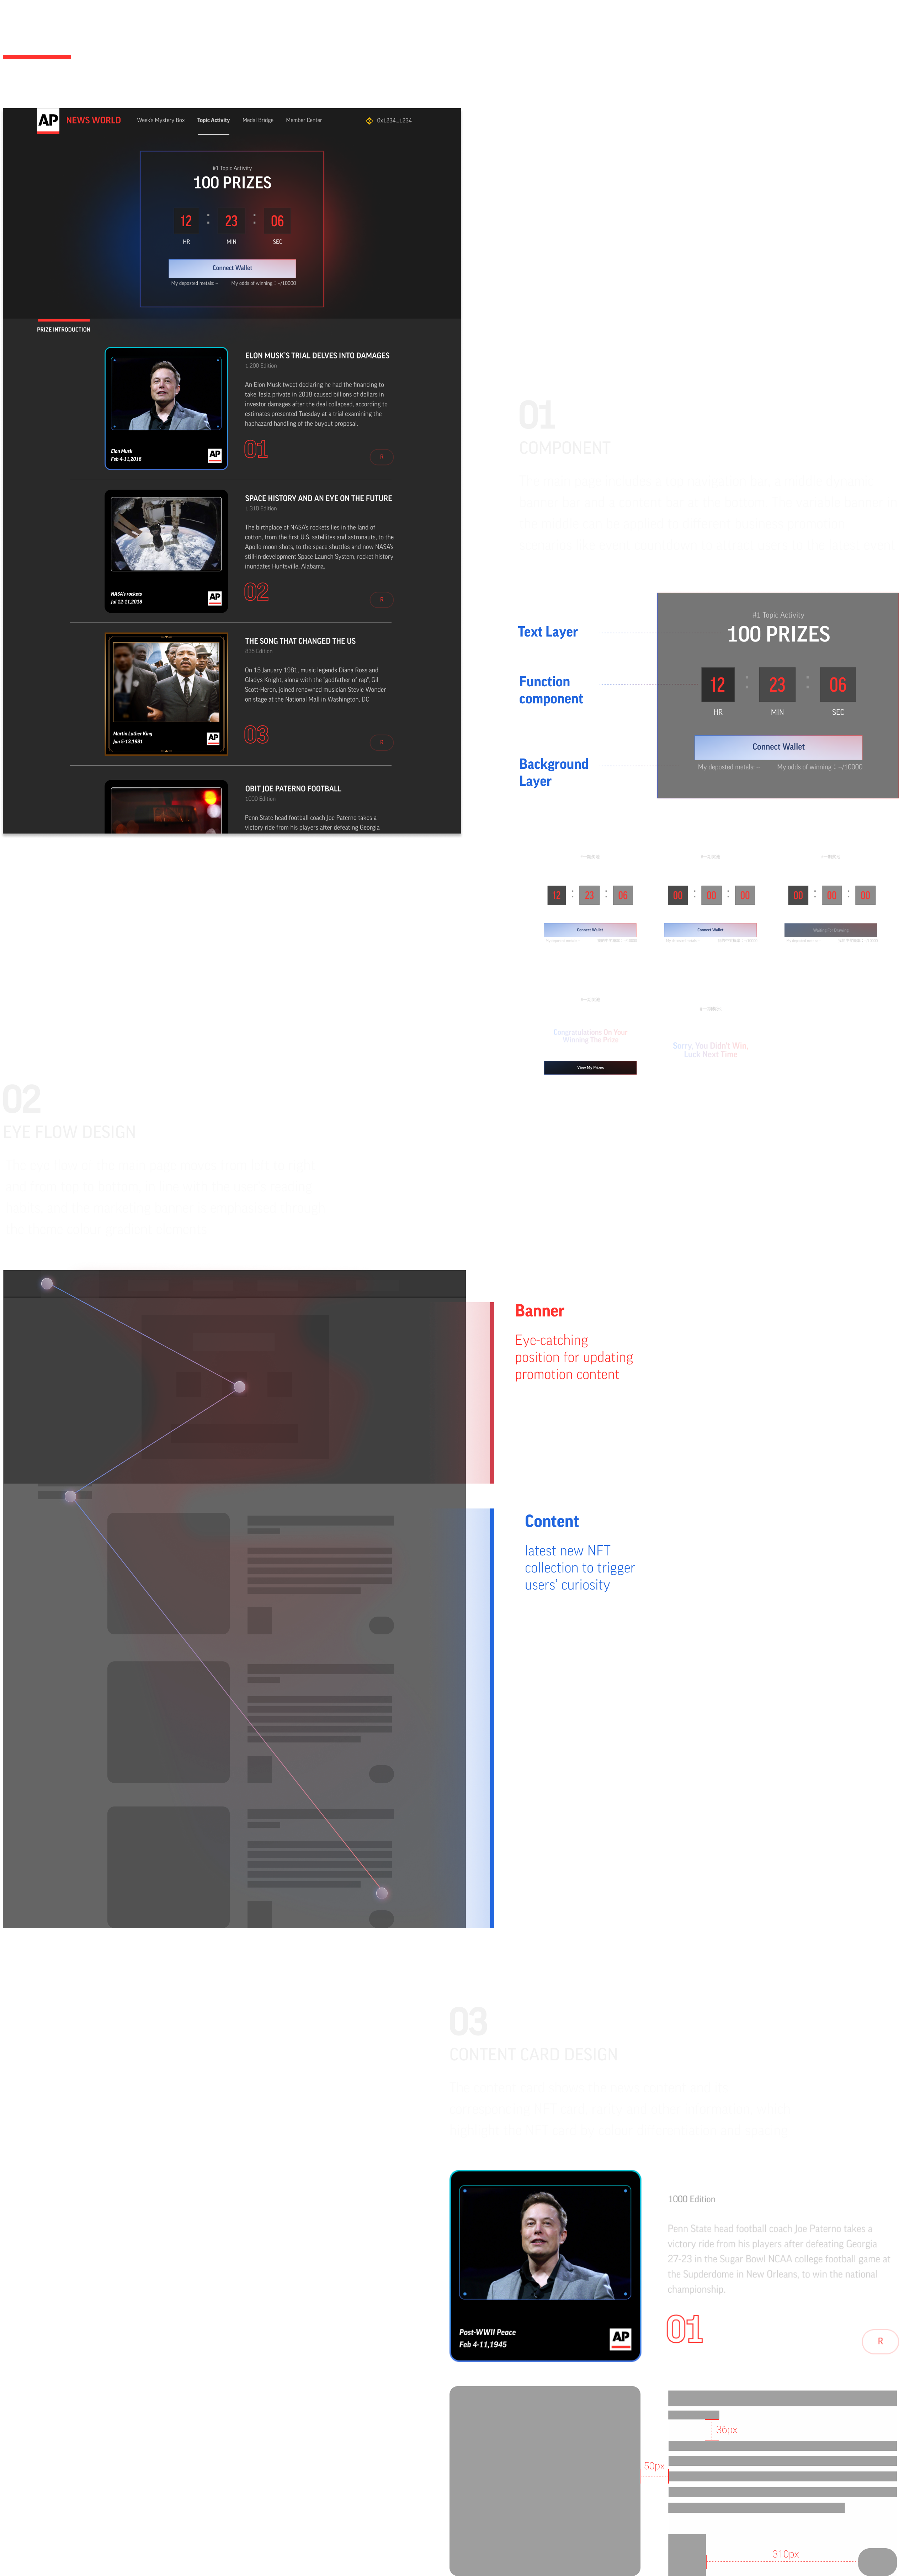 AP
NEWS WORLD
Week's Mystery Box
Topic Activity
Medal Bridge
Member Center
0x1234...1234
#1 Topic Activity
100 PRIZES
12 : 23 : 06
HR MIN SEC
Connect Wallet
My deposted metals: -
My odds of winning : -/10000
PRIZE INTRODUCTION
ELON MUSK'S TRIAL DELVES INTO DAMAGES
1,200 Edition
An Elon Musk tweet declaring he had the financing to
take Tesla private in 2018 caused billions of dollars in
investor damages after the deal collapsed, according to
estimates presented Tuesday at a trial examining the
haphazard handling of the buyout proposal.
Elon Musk
Feb 4-11,2016
AP
01
R
SPACE HISTORY AND AN EYE ON THE FUTURE
1,310 Edition
The birthplace of NASA's rockets lies in the land of
cotton, from the first U.S. satellites and astronauts, to the
Apollo moon shots, to the space shuttles and now NASA's
still-in-development Space Launch System, rocket history
inundates Huntsville, Alabama.
NASA's rockets
Jul 12-11,2018
AP
02
R
THE SONG THAT CHANGED THE US
835 Edition
On 15 January 1981, music legends Diana Ross and
Gladys Knight, along with the "godfather of rap", Gil
Scott-Heron, joined renowned musician Stevie Wonder
on stage at the National Mall in Washington, DC
Martin Luther King
Jan 5-13,1981
AP
03
R
OBIT JOE PATERNO FOOTBALL
1000 Edition
Penn State head football coach Joe Paterno takes a
victory ride from his players after defeating Georgia
01
COMPONENT
Text Layer
Function
component
Background
Layer
#1 Topic Activity
100 PRIZES
12 : 23 : 06
HR MIN SEC
Connect Wallet
My deposted metals: -
My odds of winning : -/10000
12 : 23 : 06
Connect Wallet
00 : 00 : 00
Connect Wallet
00 : 00 : 00
Waiting For Drawing
Congratulations On Your
Winning The Prize
View My Prizes
Sorry, You Didn't Win,
Luck Next Time
02
EYE FLOW DESIGN
Banner
Eye-catching
position for updating
promotion content
Content
latest new NFT
collection to trigger
users' curiosity
03
CONTENT CARD DESIGN
Post-WWII Peace
Feb 4-11,1945
AP
1000 Edition
Penn State head football coach Joe Paterno takes a
victory ride from his players after defeating Georgia
27-23 in the Sugar Bowl NCAA college football game at
the Supderdome in New Orleans, to win the national
championship.
01
R
36px
50px
310px